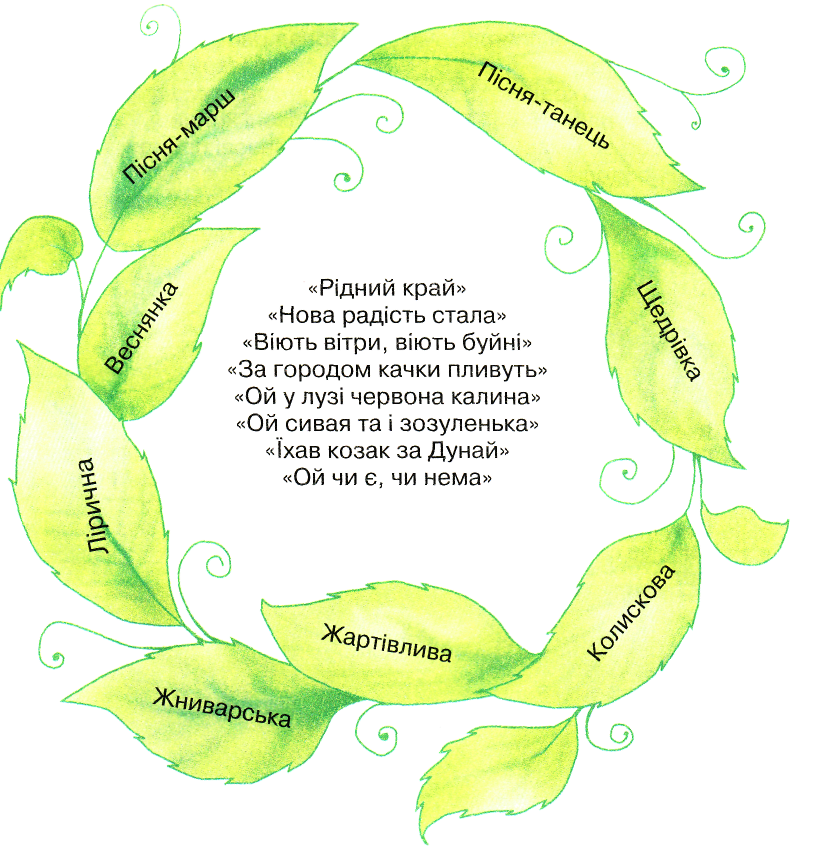 Пісня-марш
Пісня-танець
Веснянка
Щедрівка
«Рідний край»
«Нова радість стала»
«Віють вітри, віють буйні»
«За городом качки пливуть»
«Ой у лузі червона калина»
«Ой сивая та і зозуленька»
«Їхав козак за Дунай»
«Ой чи є, чи нема»
Лірична
Колискова
Жартівлива
Жниварська